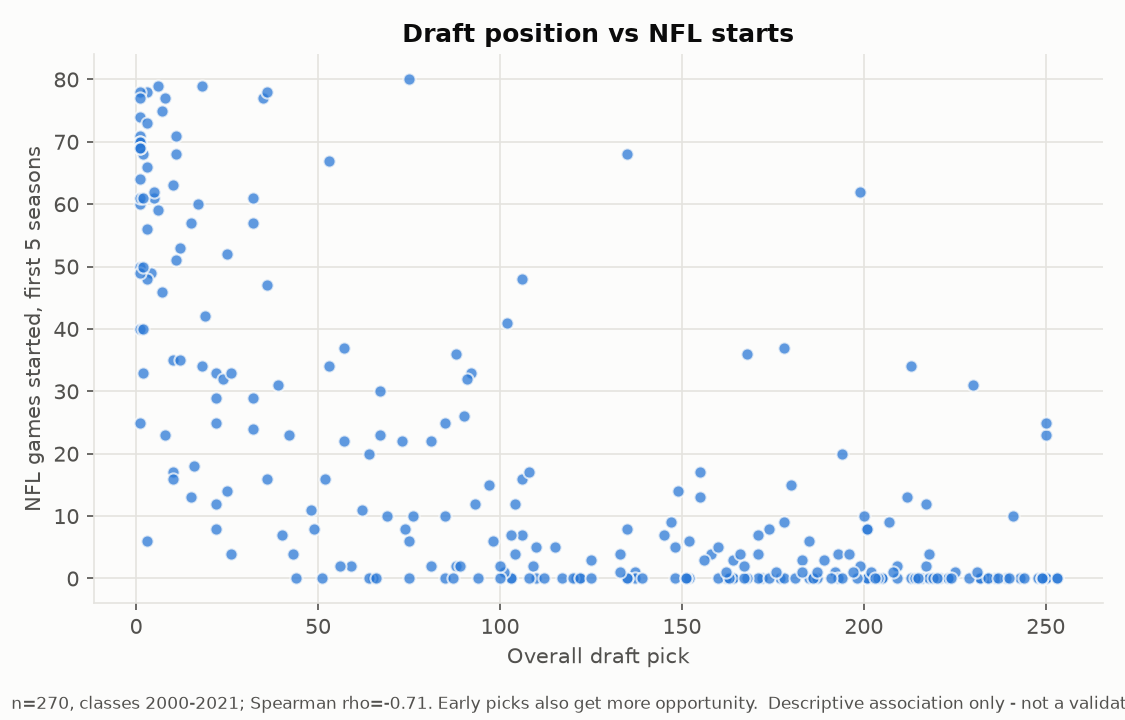 Draft position vs NFL starts
NFL games started, first 5 seasons
80
70
60
50
40
30
20
10
0
0 50 100 150 200 250
Overall draft pick
n=270, classes 2000-2021; Spearman rho=-0.71. Early picks also get more opportunity.  Descriptive association only - not a validat